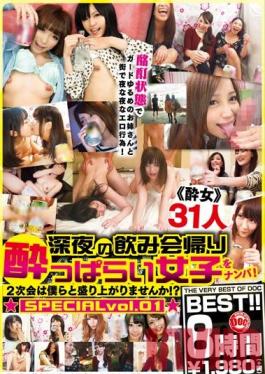 酩酊状態で
ガードゆるめのお姉さんと
街で夜な夜なエロ行為!
《酔女》
31人
深夜の飲み会帰り
酔っぱらい女子をナンパ!
2次会は僕らと盛り上がりませんか!?
★SPECIAL vol.01★
THE VERY BEST OF DOC
BEST!!
DOC
8時間
¥1,980